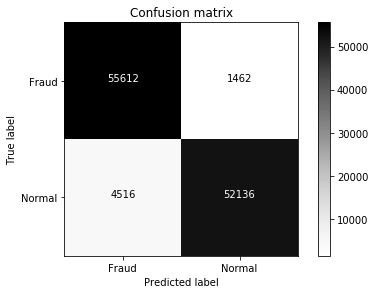 Confusion matrix
Fraud 55612 1462
Normal 4516 52136
Fraud Normal
Predicted label
True label
50000
40000
30000
20000
10000